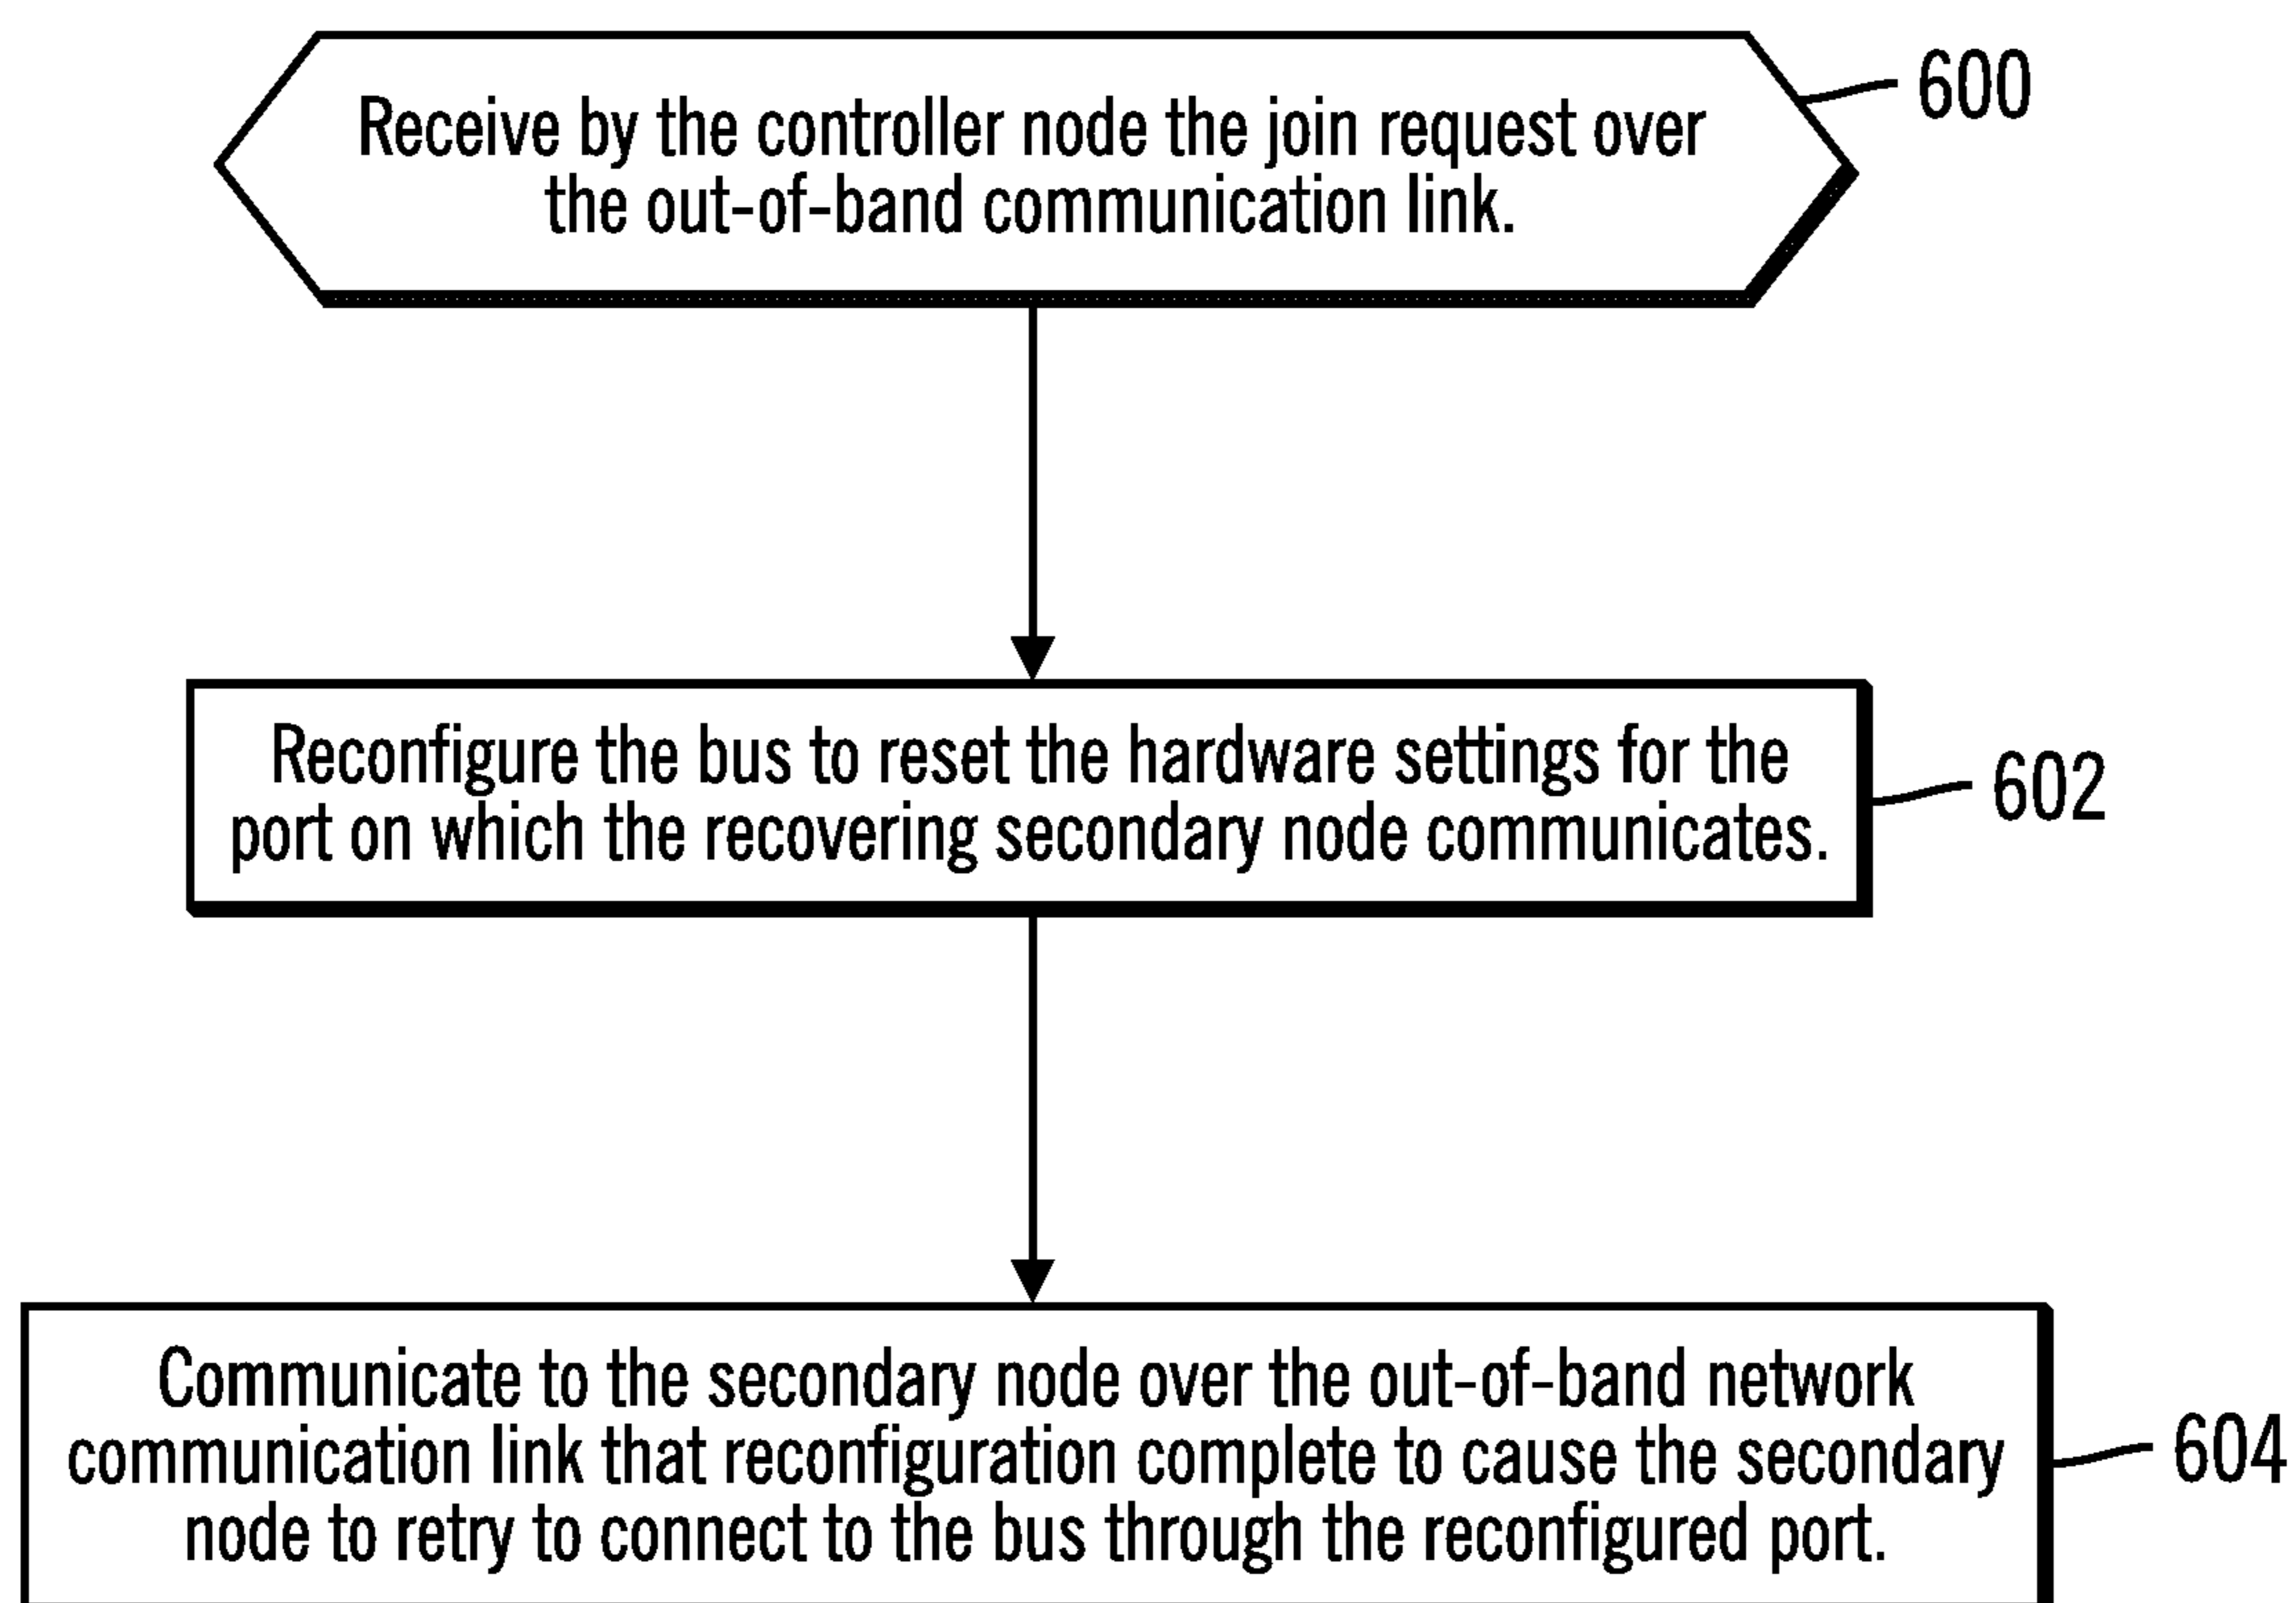 Receive by the controller node the join request over
the out-of-band communication link.
600
Reconfigure the bus to reset the hardware settings for the
port on which the recovering secondary node communicates.
602
Communicate to the secondary node over the out-of-band network
communication link that reconfiguration complete to cause the secondary
node to retry to connect to the bus through the reconfigured port.
604